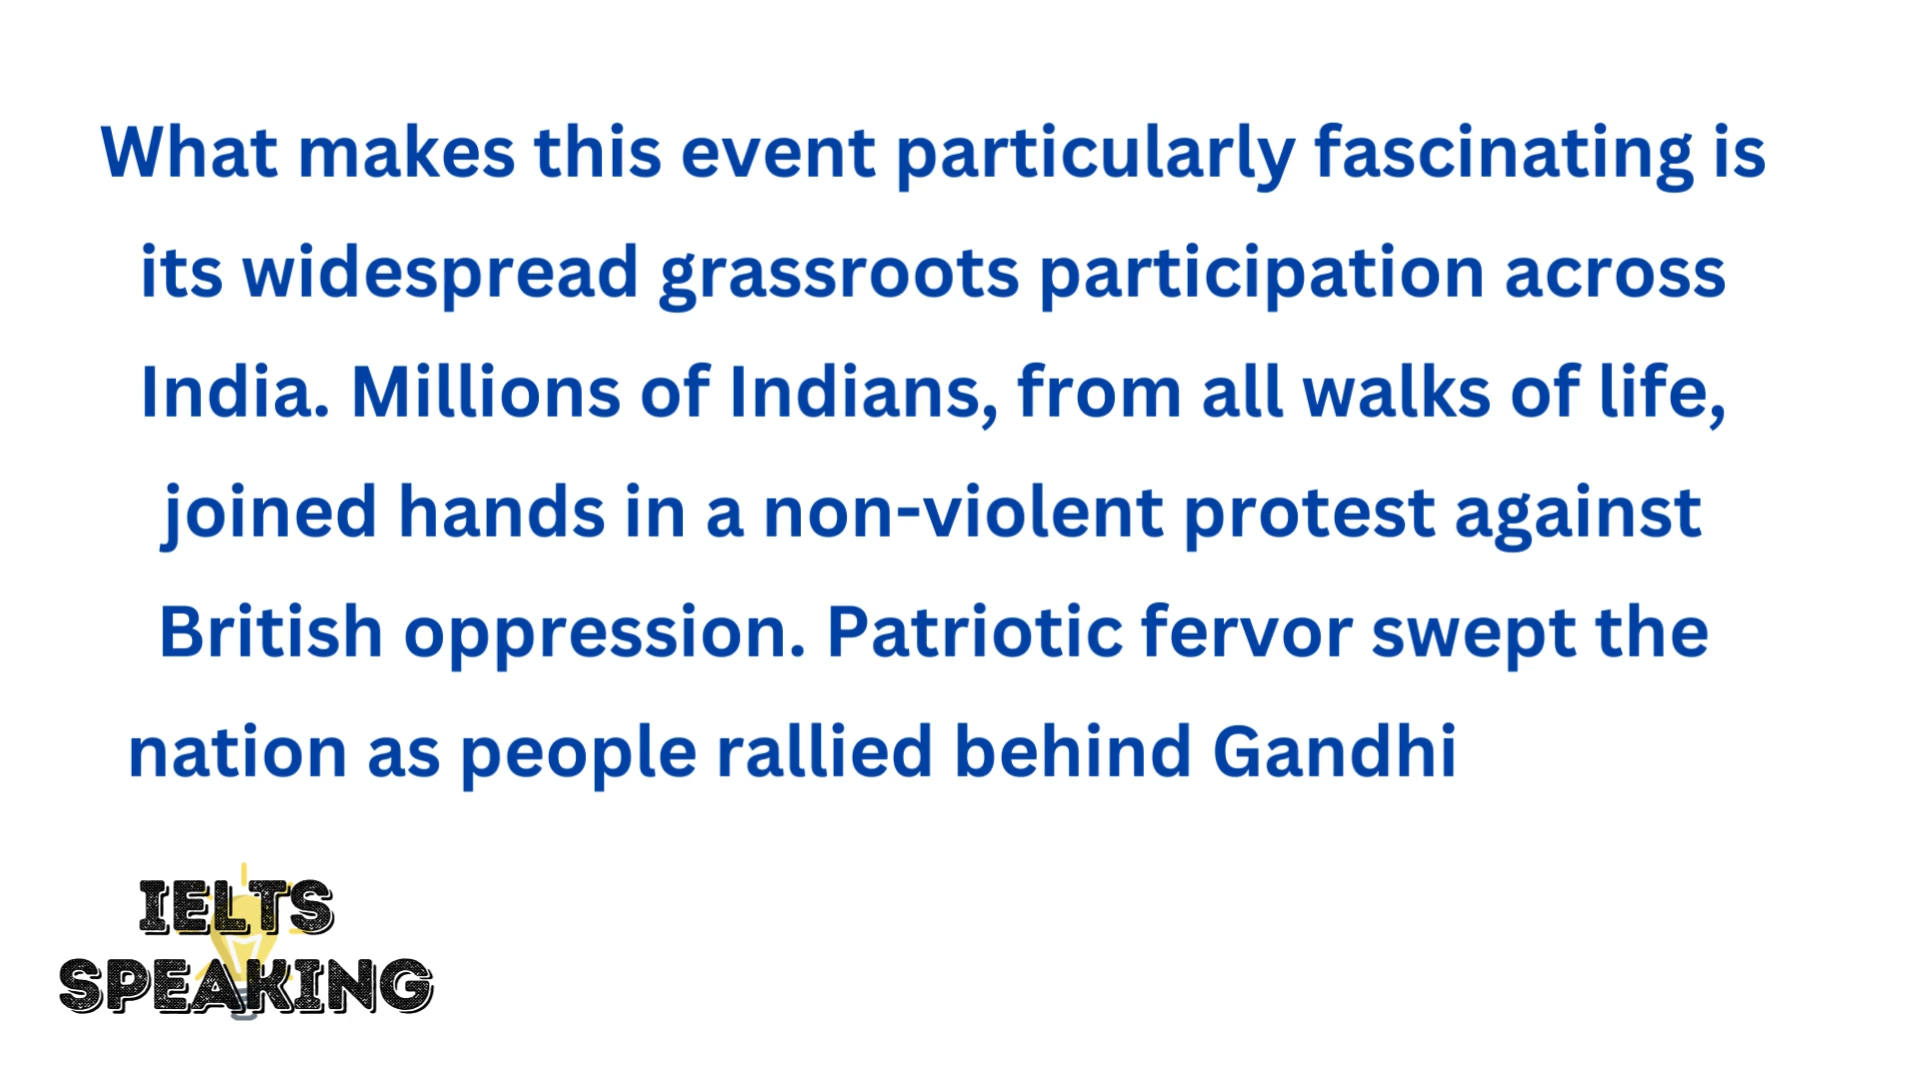 What makes this event particularly fascinating is
its widespread grassroots participation across
India. Millions of Indians, from all walks of life,
joined hands in a non-violent protest against
British oppression. Patriotic fervor swept the
nation as people rallied behind Gandhi
IELTS
SPEAKING